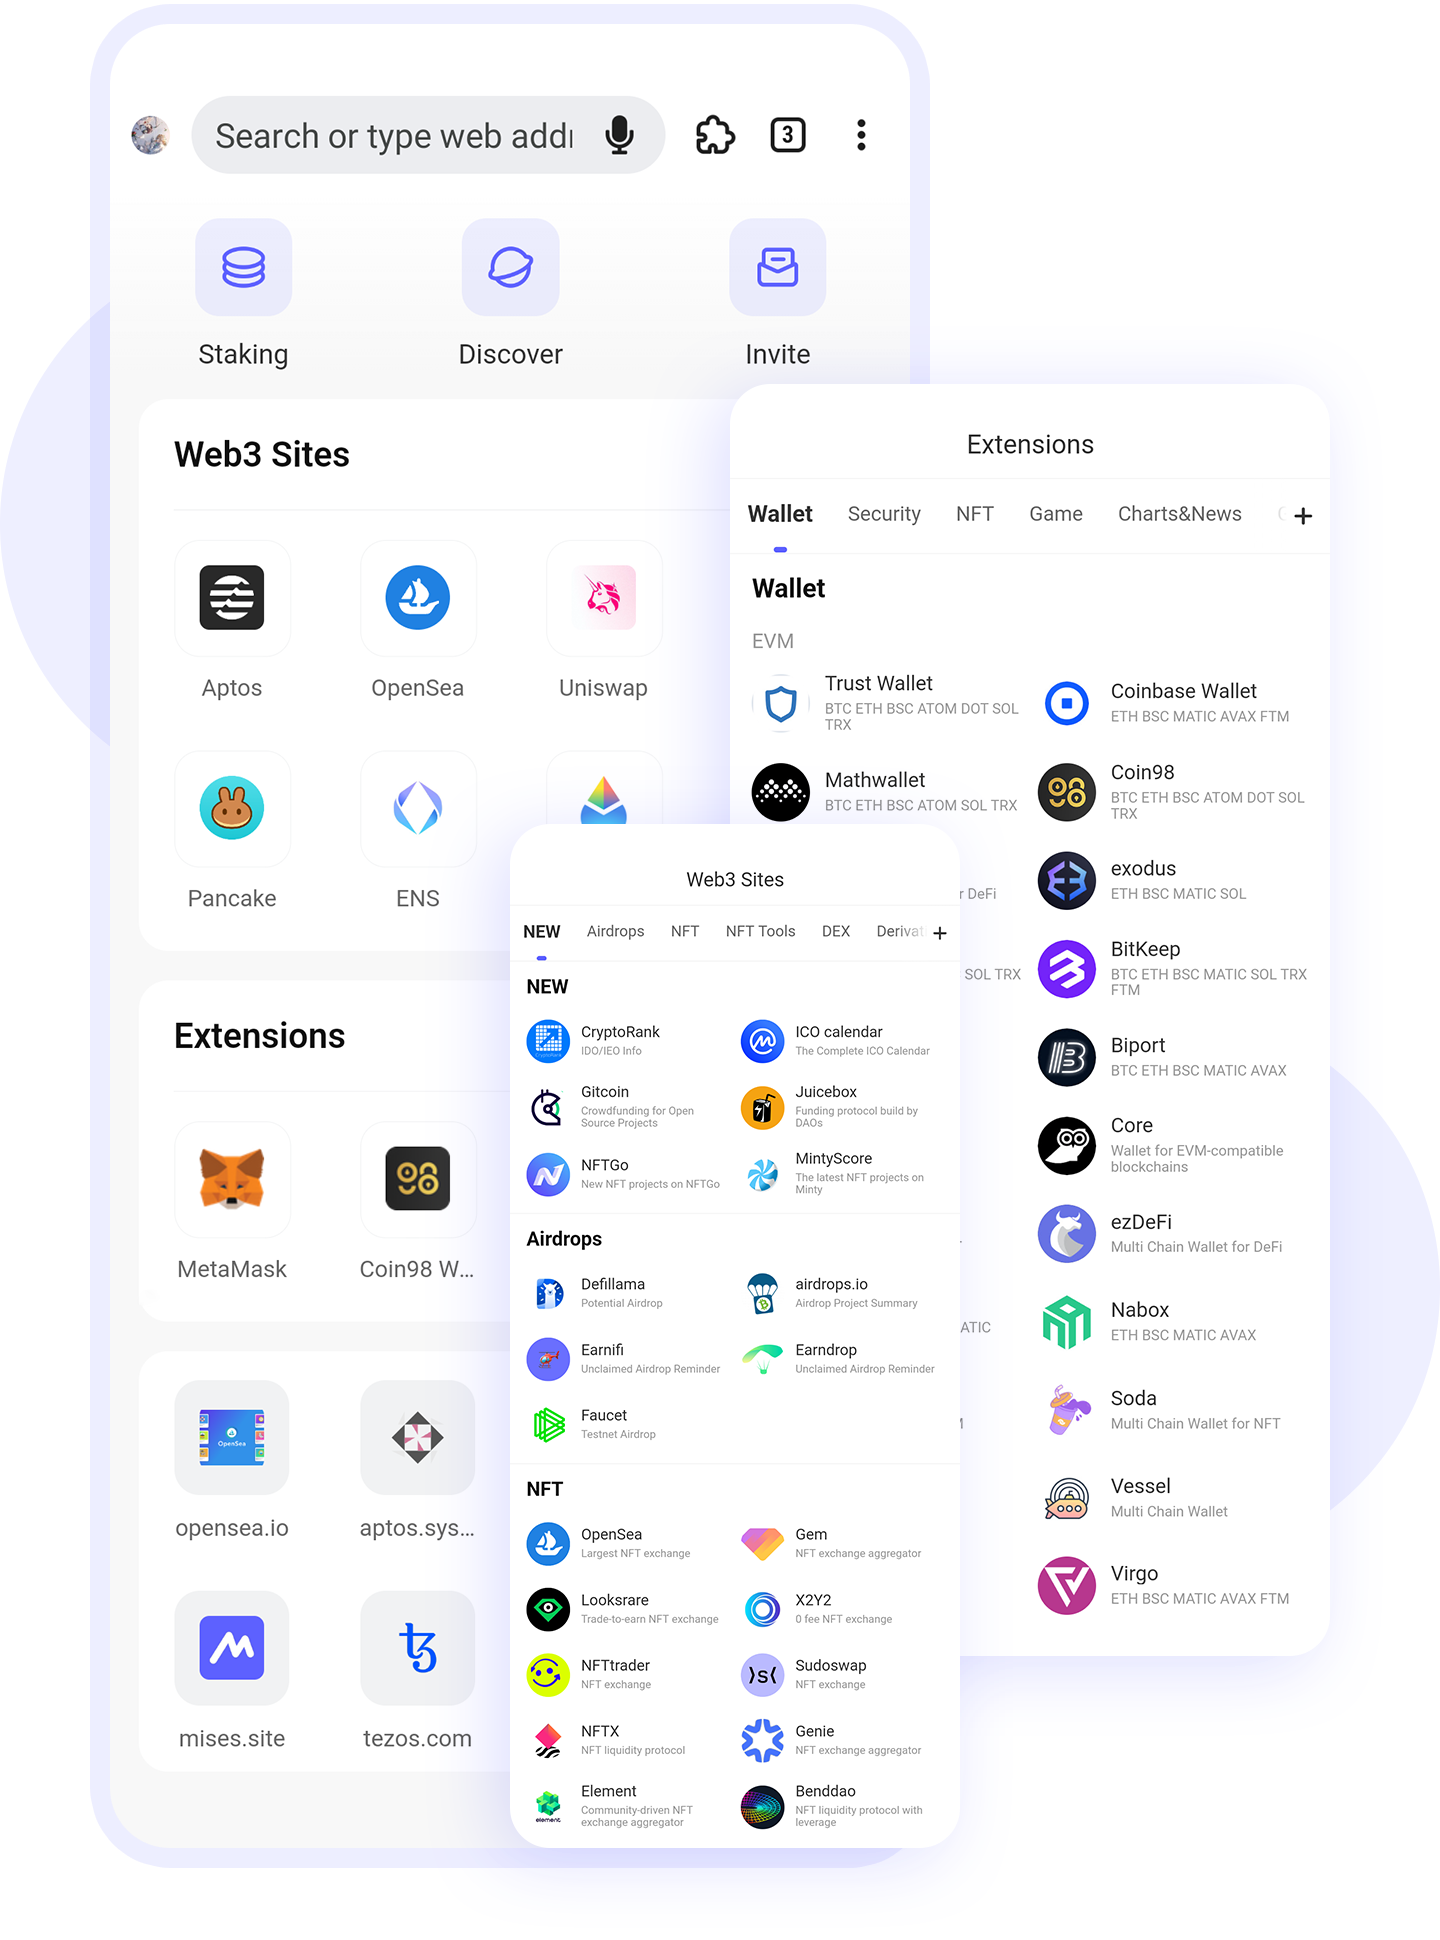 Search or type web addr
3
Staking
Discover
Invite
Web3 Sites
Aptos
OpenSea
Uniswap
Pancake
ENS
Extensions
MetaMask
Coin98 W...
OpenSea
opensea.io
aptos.sys...
mises.site
tezos.com
Extensions
Wallet
Security
NFT
Game
Charts&News
Wallet
EVM
Trust Wallet
BTC ETH BSC ATOM DOT SOL
TRX
Coinbase Wallet
ETH BSC MATIC AVAX FTM
Mathwallet
BTC ETH BSC ATOM SOL TRX
Coin98
BTC ETH BSC ATOM DOT SOL
TRX
r DeFi
exodus
ETH BSC MATIC SOL
SOL TRX
BitKeep
BTC ETH BSC MATIC SOL TRX
FTM
Biport
BTC ETH BSC MATIC AVAX
Core
Wallet for EVM-compatible
blockchains
ezDeFi
Multi Chain Wallet for DeFi
ATIC
Nabox
ETH BSC MATIC AVAX
Soda
Multi Chain Wallet for NFT
Vessel
Multi Chain Wallet
Virgo
ETH BSC MATIC AVAX FTM
Web3 Sites
NEW
Airdrops
NFT
NFT Tools
DEX
Derivat
NEW
CryptoRank
IDO/IEO Info
ICO calendar
The Complete ICO Calendar
Gitcoin
Crowdfunding for Open
Source Projects
Juicebox
Funding protocol build by
DAOs
NFTGo
New NFT projects on NFTGo
MintyScore
The latest NFT projects on
Minty
Airdrops
Defillama
Potential Airdrop
airdrops.io
Airdrop Project Summary
Earnifi
Unclaimed Airdrop Reminder
Earndrop
Unclaimed Airdrop Reminder
Faucet
Testnet Airdrop
NFT
OpenSea
Largest NFT exchange
Gem
NFT exchange aggregator
Looksrare
Trade-to-earn NFT exchange
X2Y2
0 fee NFT exchange
NFTtrader
NFT exchange
Sudoswap
NFT exchange
NFTX
NFT liquidity protocol
Genie
NFT exchange aggregator
element
Element
Community-driven NFT
exchange aggregator
Benddao
NFT liquidity protocol with
leverage